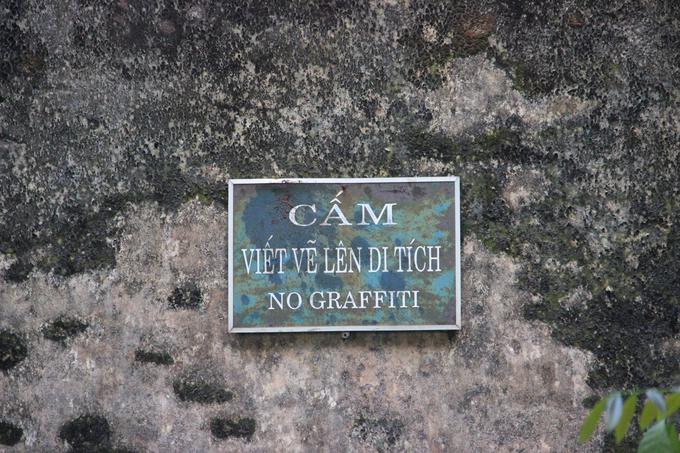 CẤM
VIẾT VẼ LÊN DI TÍCH
NO GRAFFITI